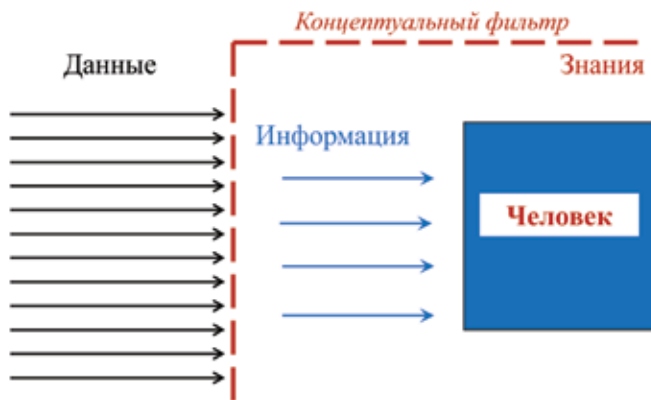 Концептуальный фильтр
Данные
Знания
Информация
Человек